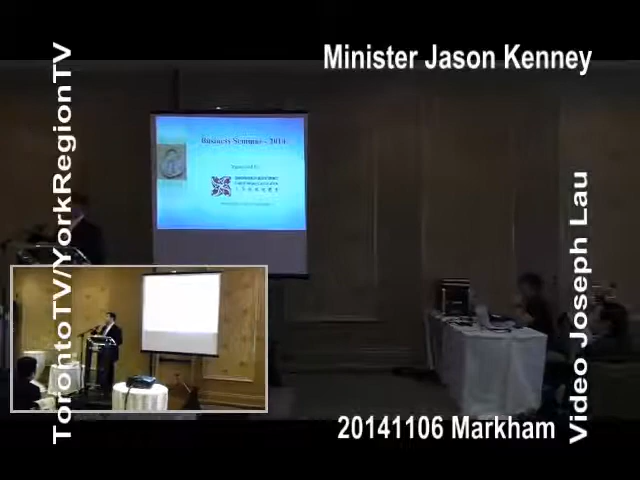 Minister Jason Kenney
TorontoTV/YorkRegionTV
Video Joseph Lau
Business Seminar - 2014
20141106 Markham